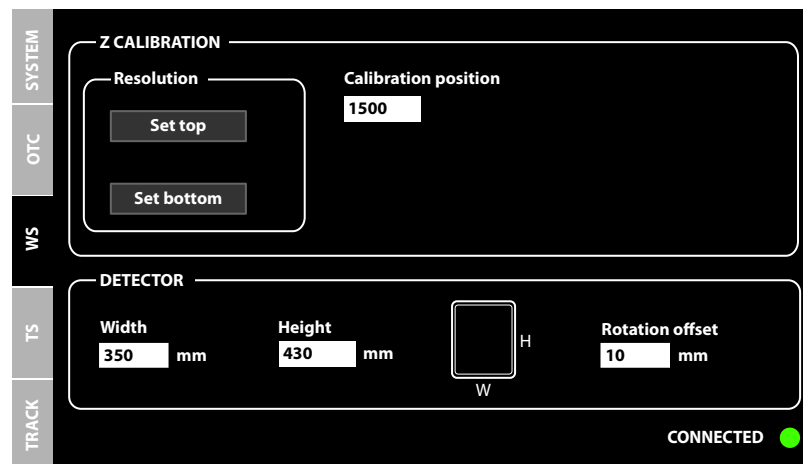 SYSTEM
OTC
WS
TS
TRACK
Z CALIBRATION
Resolution
Set top
Set bottom
Calibration position
1500
DETECTOR
Width
350 mm
Height
430 mm
H
W
Rotation offset
10 mm
CONNECTED